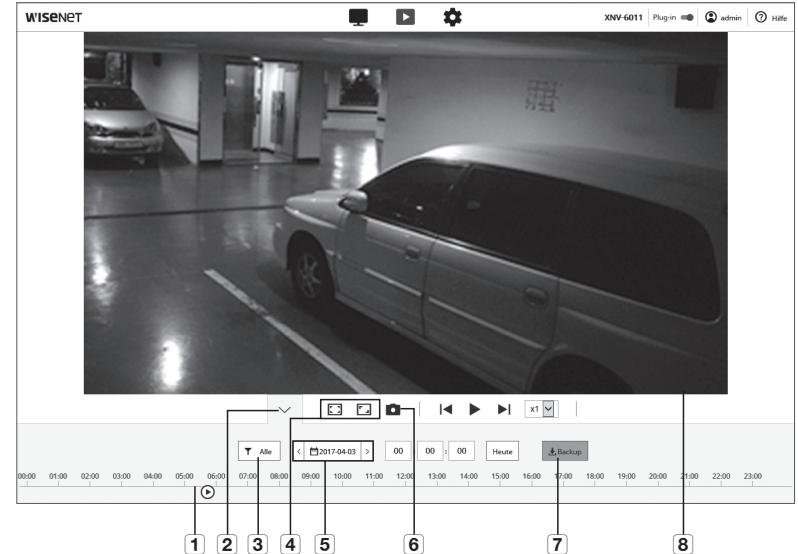 WISENET
XNV-6011 Plug-in admin ? Hilfe
x1
Alle < 2017-04-03 > 00 : 00 : 00 Heute Backup
00:00 01:00 02:00 03:00 04:00 05:00 06:00 07:00 08:00 09:00 10:00 11:00 12:00 13:00 14:00 15:00 16:00 17:00 18:00 19:00 20:00 21:00 22:00 23:00
1 2 3 4 5 6 7 8